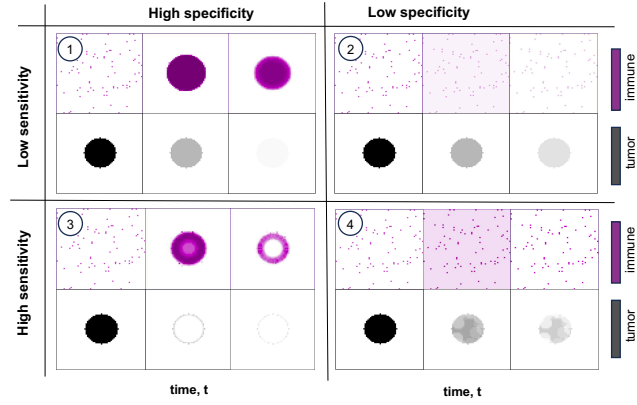 High specificity
Low specificity
Low sensitivity
1
2
immune
tumor
High sensitivity
3
4
immune
tumor
time, t
time, t